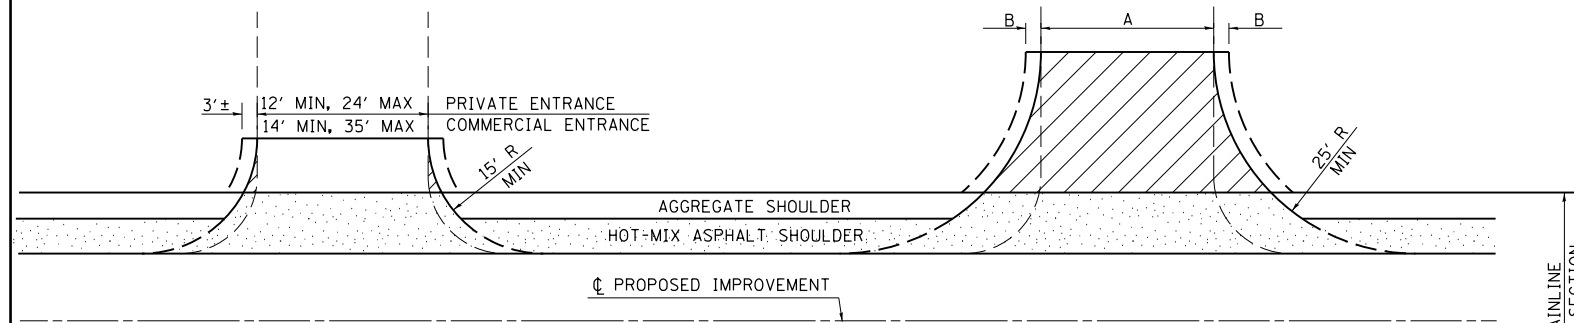 B A B
3'± 12' MIN, 24' MAX PRIVATE ENTRANCE
14' MIN, 35' MAX COMMERCIAL ENTRANCE
15' R
MIN
25' R
MIN
AGGREGATE SHOULDER
HOT-MIX ASPHALT SHOULDER
℄ PROPOSED IMPROVEMENT
SECTION